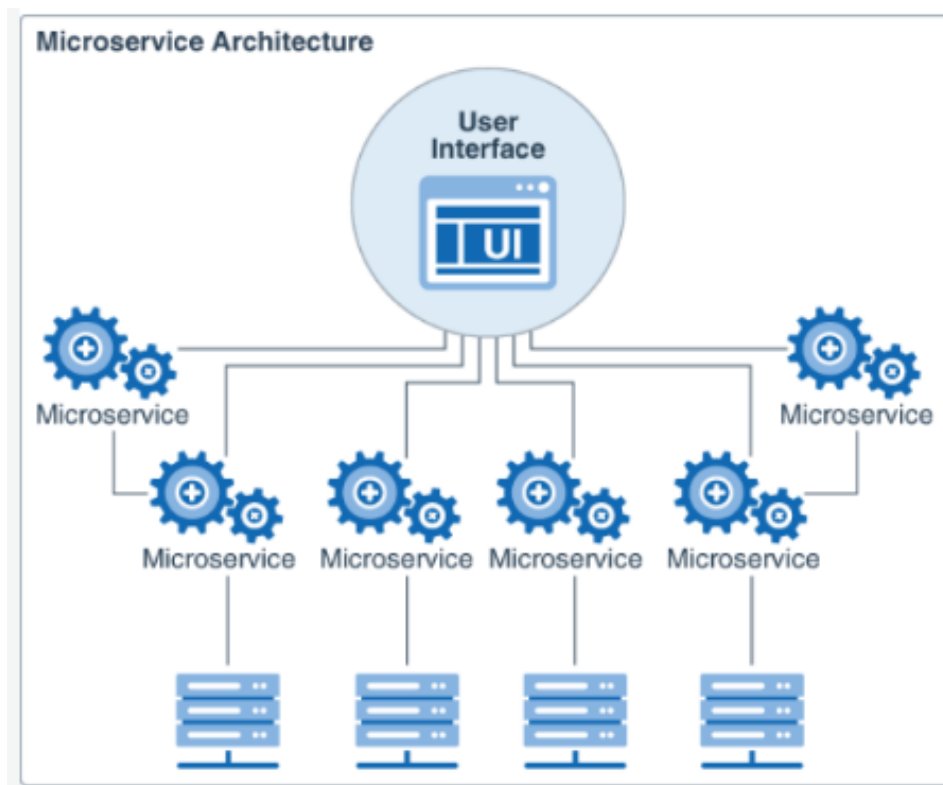 Microservice Architecture
User
Interface
UI
Microservice
Microservice
Microservice
Microservice
Microservice
Microservice